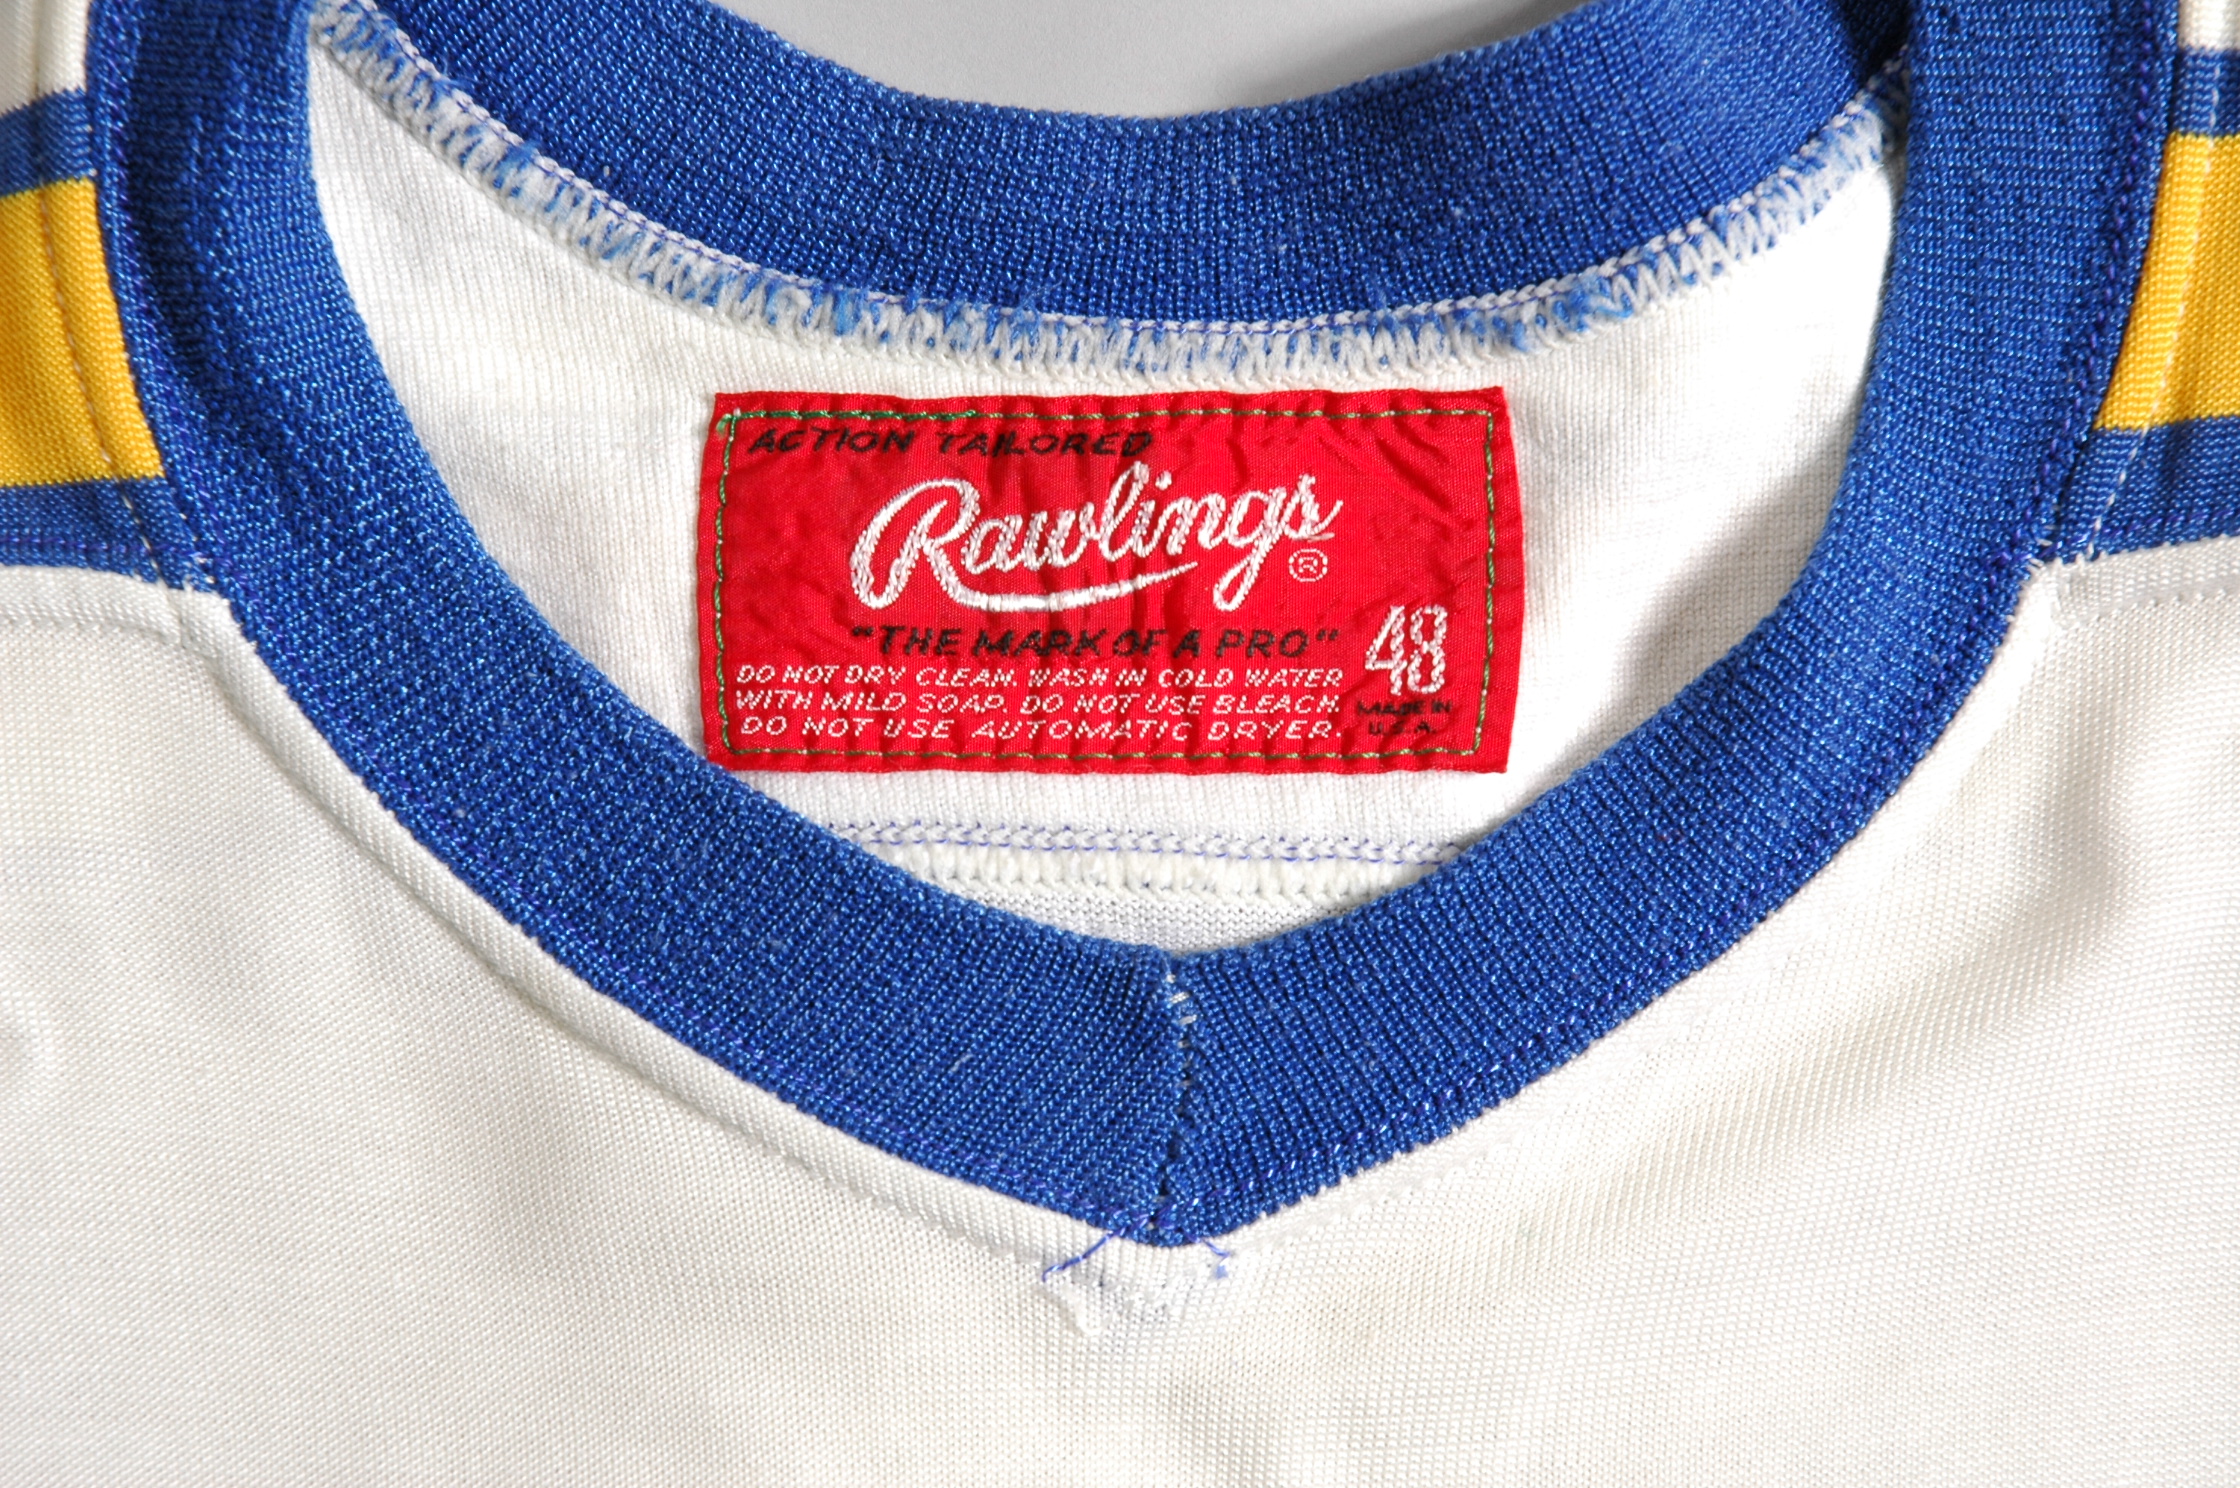 ACTION TAILORED
Rawlings ®
"THE MARK OF A PRO"
48
DO NOT DRY CLEAN. WASH IN COLD WATER
WITH MILD SOAP. DO NOT USE BLEACH.
DO NOT USE AUTOMATIC DRYER.
MADE IN
U.S.A.